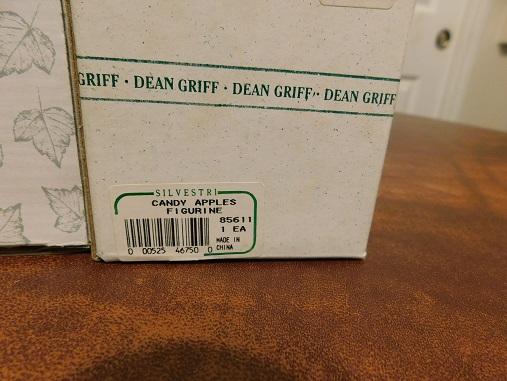 GRIFF · DEAN GRIFF · DEAN GRIFF · DEAN GRIFF
SILVESTRI
CANDY APPLES
FIGURINE
85611
1 EA
MADE IN
CHINA
0 00525 46750 0